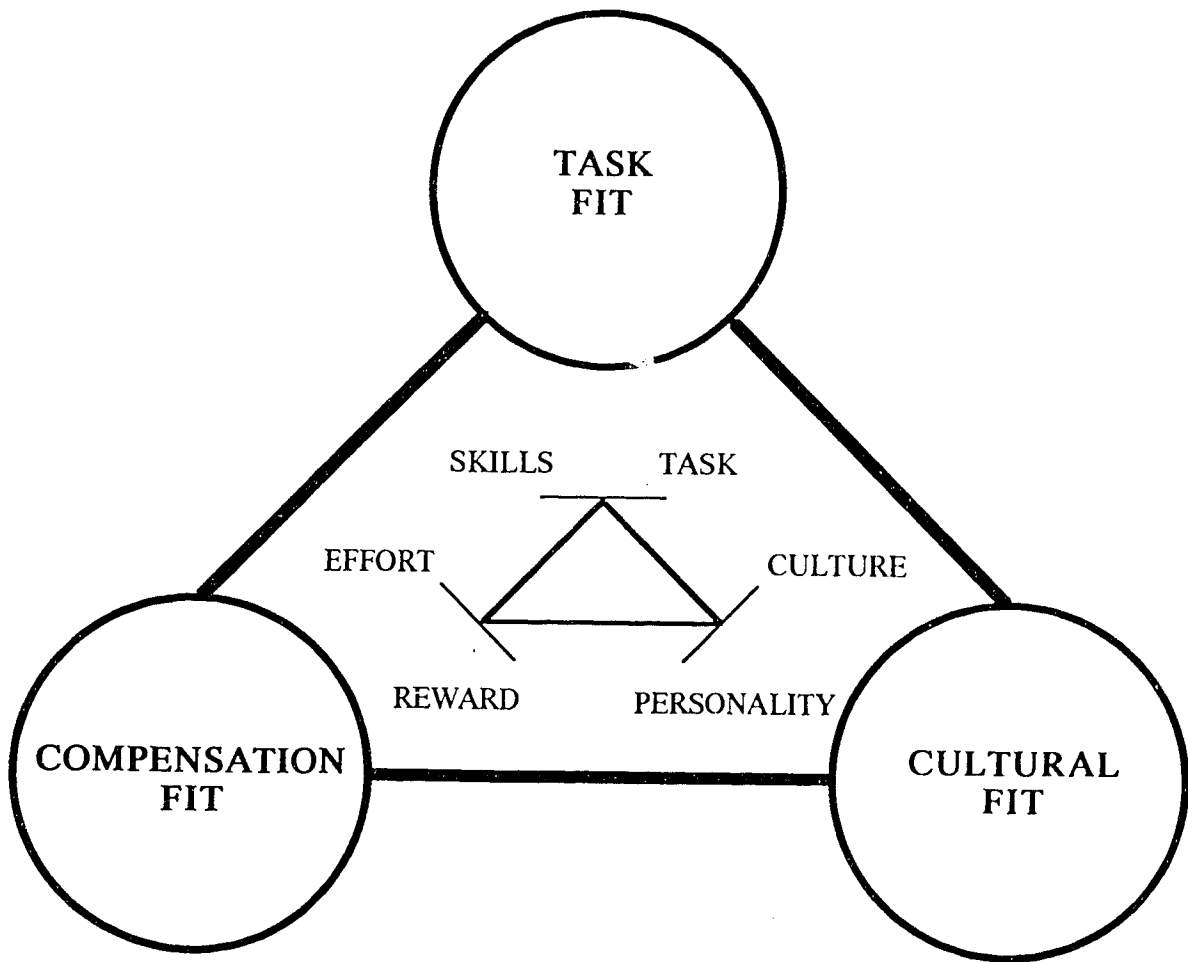 TASK
FIT
SKILLS TASK
EFFORT CULTURE
REWARD PERSONALITY
COMPENSATION
FIT
CULTURAL
FIT